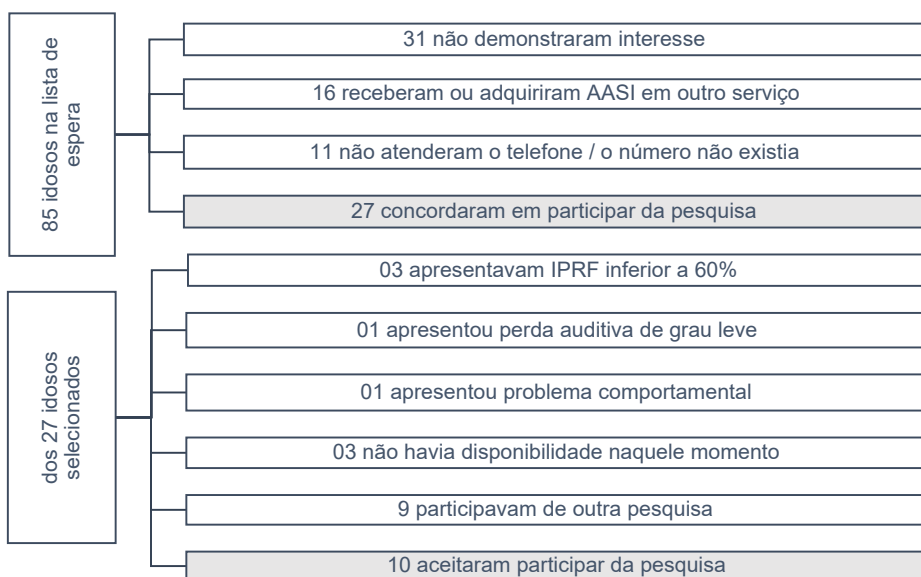 85 idosos na lista de
espera
31 não demonstraram interesse
16 receberam ou adquiriram AASI em outro serviço
11 não atenderam o telefone / o número não existia
27 concordaram em participar da pesquisa
dos 27 idosos
selecionados
03 apresentavam IPRF inferior a 60%
01 apresentou perda auditiva de grau leve
01 apresentou problema comportamental
03 não havia disponibilidade naquele momento
9 participavam de outra pesquisa
10 aceitaram participar da pesquisa